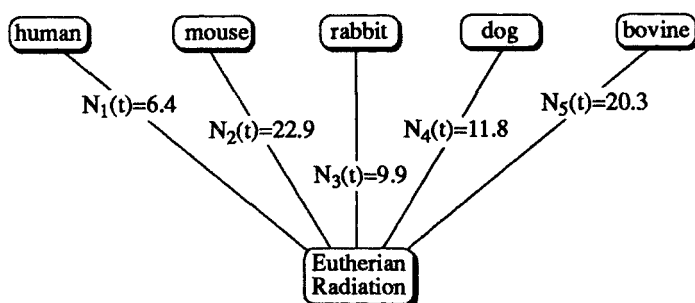 human mouse rabbit dog bovine
N₁(t)=6.4
N₅(t)=20.3
N₂(t)=22.9
N₄(t)=11.8
N₃(t)=9.9
Eutherian
Radiation